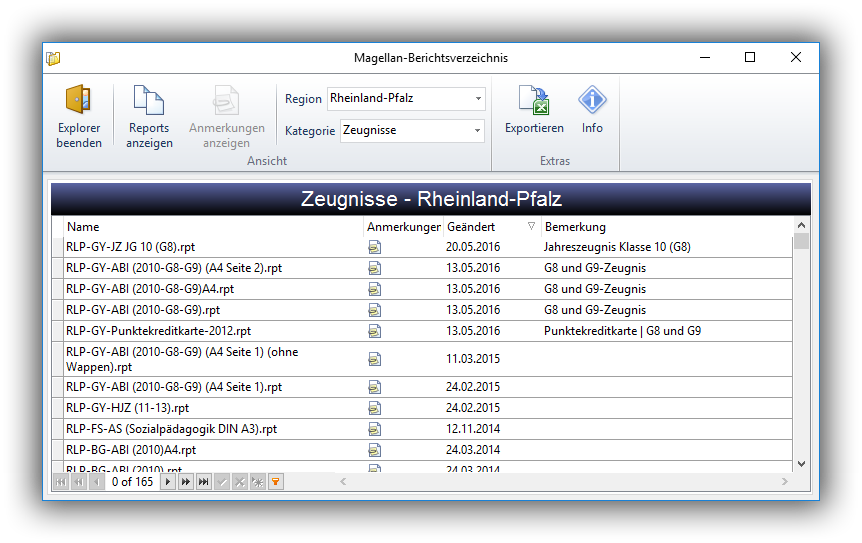 Magellan-Berichtsverzeichnis
Explorer beenden
Reports anzeigen
Anmerkungen anzeigen
Region Rheinland-Pfalz
Kategorie Zeugnisse
Exportieren
Info
Ansicht
Extras
Zeugnisse - Rheinland-Pfalz
Name Anmerkungen Geändert Bemerkung
RLP-GY-JZ JG 10 (G8).rpt 20.05.2016 Jahreszeugnis Klasse 10 (G8)
RLP-GY-ABI (2010-G8-G9) (A4 Seite 2).rpt 13.05.2016 G8 und G9-Zeugnis
RLP-GY-ABI (2010-G8-G9)A4.rpt 13.05.2016 G8 und G9-Zeugnis
RLP-GY-ABI (2010-G8-G9).rpt 13.05.2016 G8 und G9-Zeugnis
RLP-GY-Punktekreditkarte-2012.rpt 13.05.2016 Punktekreditkarte | G8 und G9
RLP-GY-ABI (2010-G8-G9) (A4 Seite 1) (ohne Wappen).rpt 11.03.2015
RLP-GY-ABI (2010-G8-G9) (A4 Seite 1).rpt 24.02.2015
RLP-GY-HJZ (11-13).rpt 24.02.2015
RLP-FS-AS (Sozialpädagogik DIN A3).rpt 12.11.2014
RLP-BG-ABI (2010)A4.rpt 24.03.2014
RLP-BG-ABI (2010).rpt 24.03.2014
0 of 165